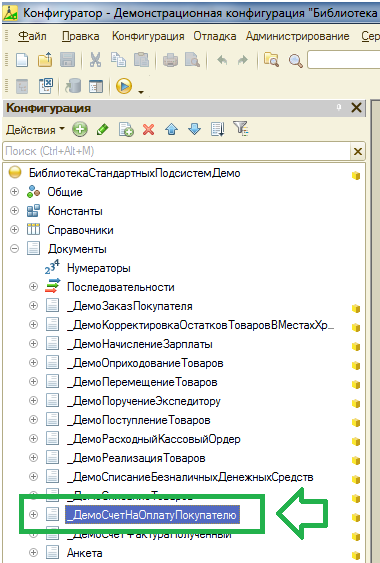 Конфигуратор - Демонстрационная конфигурация "Библиотека
Файл Правка Конфигурация Отладка Администрирование Сер
Конфигурация
Действия
Поиск (Ctrl+Alt+M)
БиблиотекаСтандартныхПодсистемДемо
Общие
Константы
Справочники
Документы
Нумераторы
Последовательности
_ДемоЗаказПокупателя
_ДемоКорректировкаОстатковТоваровВМестахХр...
_ДемоНачислениеЗарплаты
_ДемоОприходованиеТоваров
_ДемоПеремещениеТоваров
_ДемоПоручениеЭкспедитору
_ДемоПоступлениеТоваров
_ДемоРасходныйКассовыйОрдер
_ДемоРеализацияТоваров
_ДемоСписаниеБезналичныхДенежныхСредств
_ДемоСписаниеТоваров
_ДемоСчетНаОплатуПокупателю
_ДемоСчетФактураПолученный
Анкета